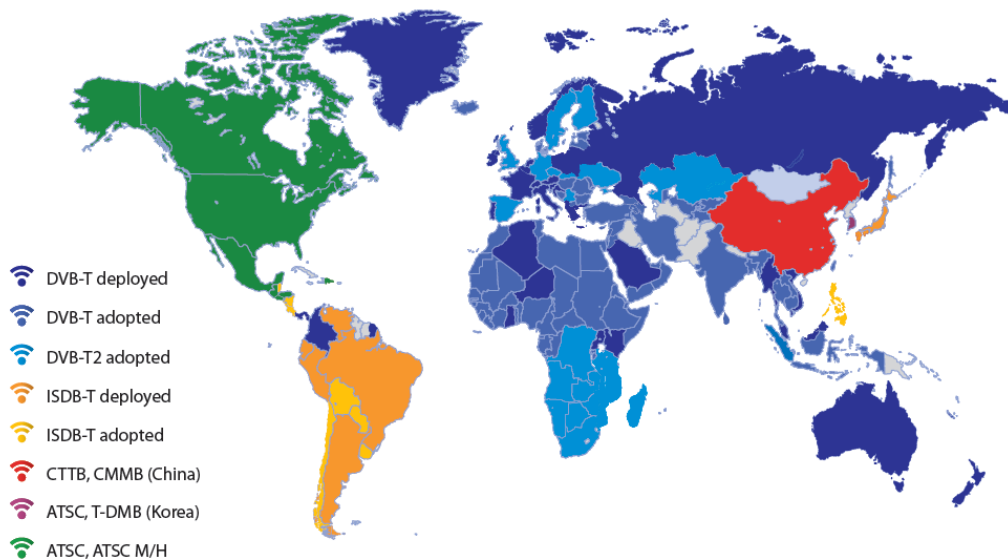 DVB-T deployed
DVB-T adopted
DVB-T2 adopted
ISDB-T deployed
ISDB-T adopted
CTTB, CMMB (China)
ATSC, T-DMB (Korea)
ATSC, ATSC M/H